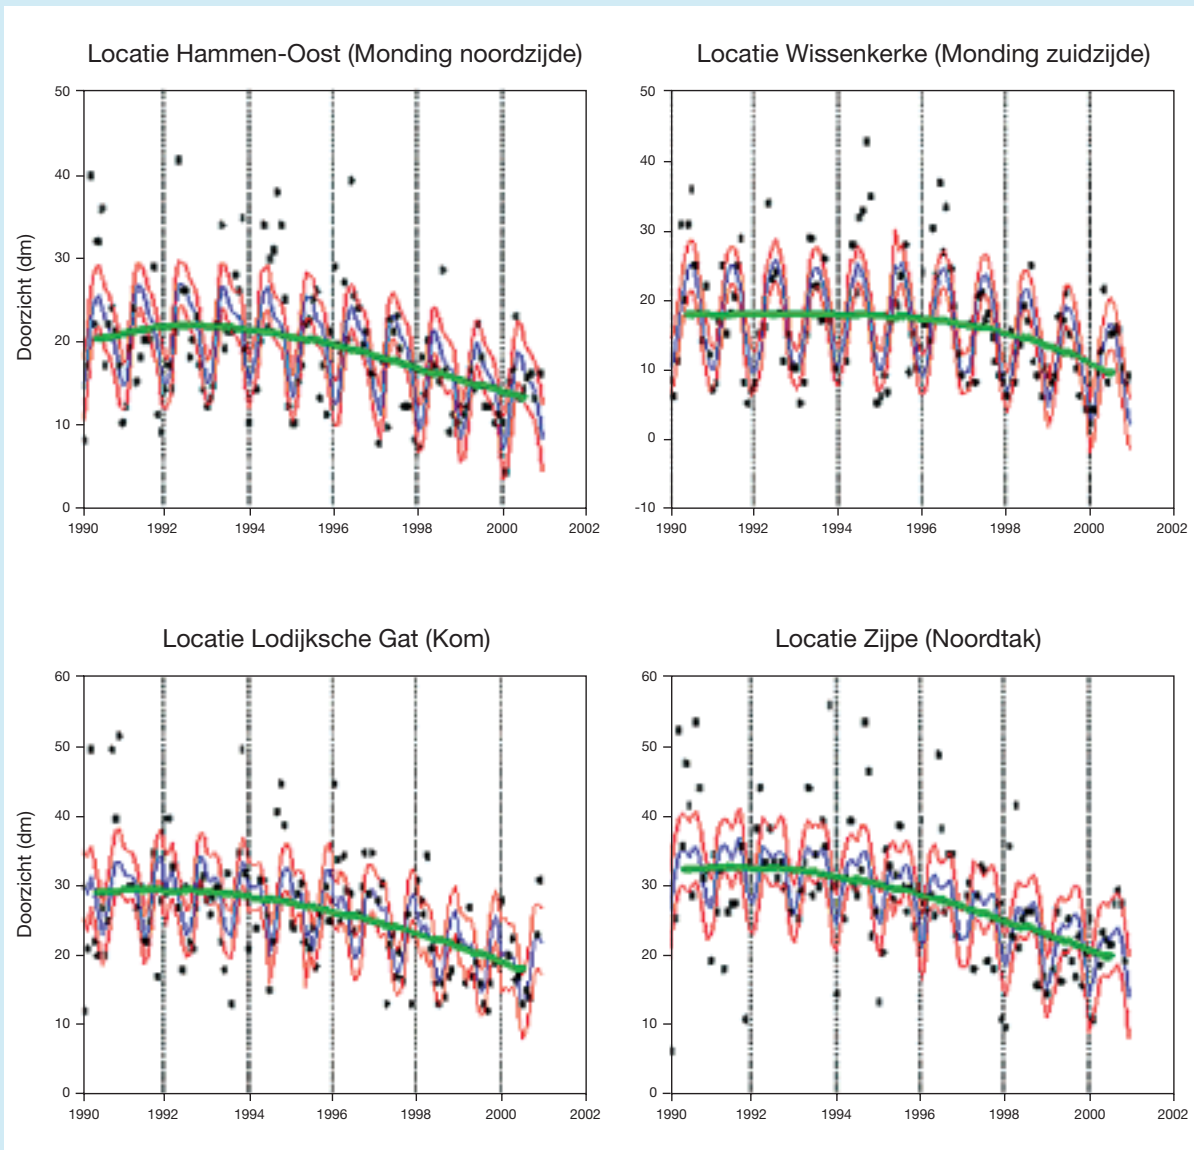 Locatie Hammen-Oost (Monding noordzijde)
50
40
30
20
10
0
Doorzicht (dm)
1990 1992 1994 1996 1998 2000 2002
Locatie Wissenkerke (Monding zuidzijde)
50
40
30
20
10
0
-10
1990 1992 1994 1996 1998 2000 2002
Locatie Lodijksche Gat (Kom)
60
50
40
30
20
10
0
Doorzicht (dm)
1990 1992 1994 1996 1998 2000 2002
Locatie Zijpe (Noordtak)
60
50
40
30
20
10
0
1990 1992 1994 1996 1998 2000 2002